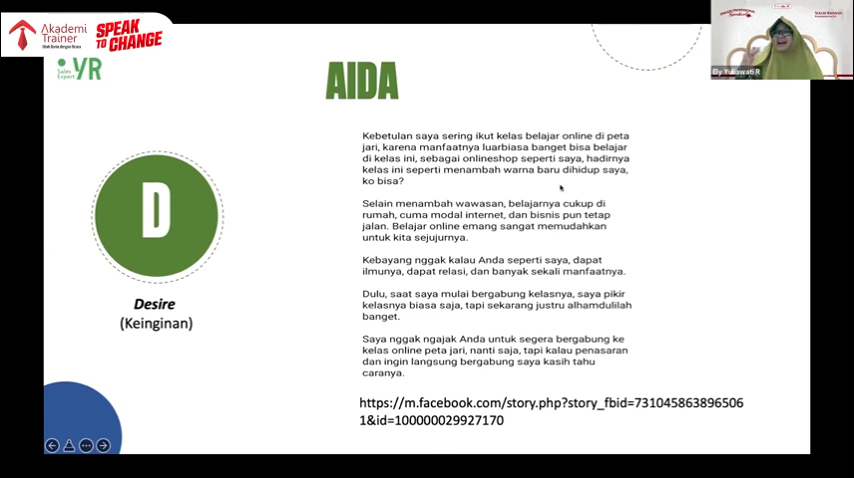 Akademi
Trainer
Ubah Dunia dengan Bicara
SPEAK
TO CHANGE
Sales
Expert
YR
AIDA
Ely Yuliawati R
D
Desire
(Keinginan)
Kebetulan saya sering ikut kelas belajar online di peta
jari, karena manfaatnya luarbiasa banget bisa belajar
di kelas ini, sebagai onlineshop seperti saya, hadirnya
kelas ini seperti menambah warna baru dihidup saya,
ko bisa?
Selain menambah wawasan, belajarnya cukup di
rumah, cuma modal internet, dan bisnis pun tetap
jalan. Belajar online emang sangat memudahkan
untuk kita sejujurnya.
Kebayang nggak kalau Anda seperti saya, dapat
ilmunya, dapat relasi, dan banyak sekali manfaatnya.
Dulu, saat saya mulai bergabung kelasnya, saya pikir
kelasnya biasa saja, tapi sekarang justru alhamdulilah
banget.
Saya nggak ngajak Anda untuk segera bergabung ke
kelas online peta jari, nanti saja, tapi kalau penasaran
dan ingin langsung bergabung saya kasih tahu
caranya.
https://m.facebook.com/story.php?story_fbid=731045863896506
1&id=100000029927170